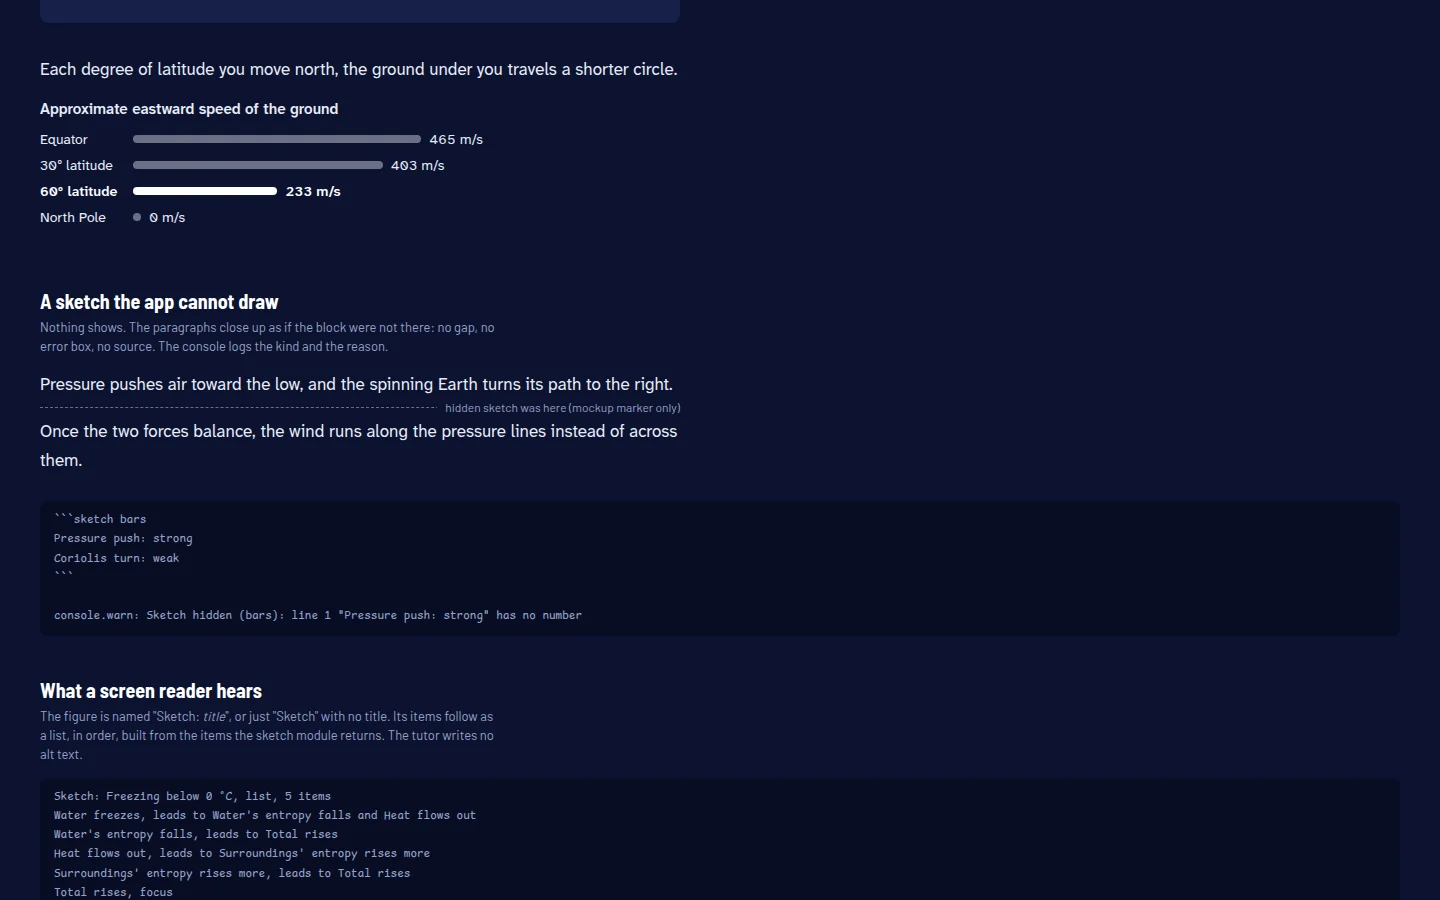 Each degree of latitude you move north, the ground under you travels a shorter circle.
Approximate eastward speed of the ground
Equator 465 m/s
30° latitude 403 m/s
60° latitude 233 m/s
North Pole 0 m/s
A sketch the app cannot draw
Nothing shows. The paragraphs close up as if the block were not there: no gap, no
error box, no source. The console logs the kind and the reason.
Pressure pushes air toward the low, and the spinning Earth turns its path to the right.
hidden sketch was here (mockup marker only)
Once the two forces balance, the wind runs along the pressure lines instead of across
them.
```sketch bars
Pressure push: strong
Coriolis turn: weak
```
console.warn: Sketch hidden (bars): line 1 "Pressure push: strong" has no number
What a screen reader hears
The figure is named "Sketch: title", or just "Sketch" with no title. Its items follow as
a list, in order, built from the items the sketch module returns. The tutor writes no
alt text.
Sketch: Freezing below 0 °C, list, 5 items
Water freezes, leads to Water's entropy falls and Heat flows out
Water's entropy falls, leads to Total rises
Heat flows out, leads to Surroundings' entropy rises more
Surroundings' entropy rises more, leads to Total rises
Total rises, focus